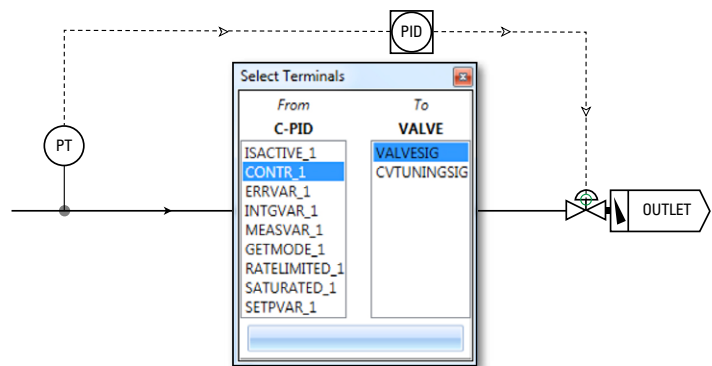 PID
Select Terminals
From
To
C-PID
VALVE
PT
ISACTIVE_1
CONTR_1
ERRVAR_1
INTGVAR_1
MEASVAR_1
GETMODE_1
RATELIMITED_1
SATURATED_1
SETPVAR_1
VALVESIG
CVTUNINGSIG
OUTLET